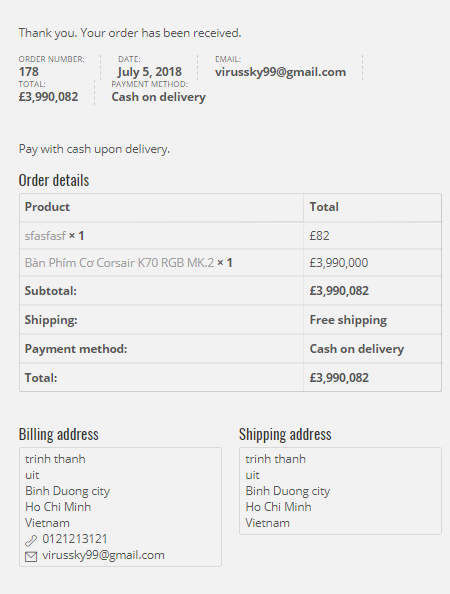 Thank you. Your order has been received.
ORDER NUMBER: DATE: EMAIL:
178 July 5, 2018 virussky99@gmail.com
TOTAL: PAYMENT METHOD:
£3,990,082 Cash on delivery
Pay with cash upon delivery.
Order details
Product Total
sfasfasf × 1 £82
Bàn Phím Cơ Corsair K70 RGB MK.2 × 1 £3,990,000
Subtotal: £3,990,082
Shipping: Free shipping
Payment method: Cash on delivery
Total: £3,990,082
Billing address Shipping address
trinh thanh trinh thanh
uit uit
Binh Duong city Binh Duong city
Ho Chi Minh Ho Chi Minh
Vietnam Vietnam
0121213121
virussky99@gmail.com